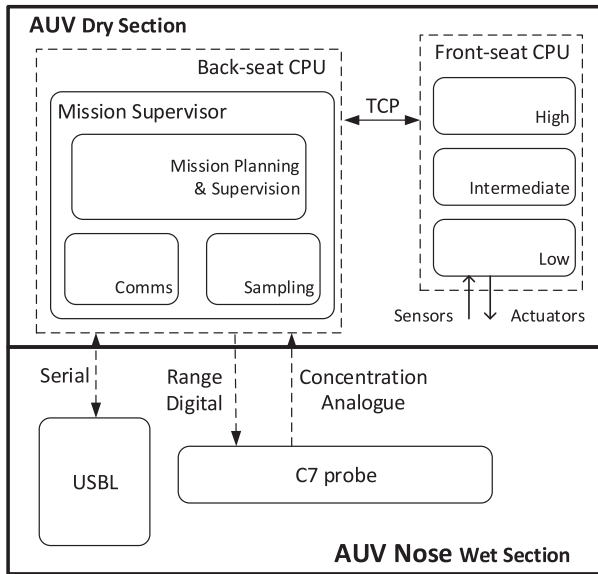 AUV Dry Section
Back-seat CPU
Mission Supervisor
Mission Planning
& Supervision
Comms
Sampling
TCP
Front-seat CPU
High
Intermediate
Low
Sensors
Actuators
Serial
Range
Digital
Concentration
Analogue
USBL
C7 probe
AUV Nose Wet Section